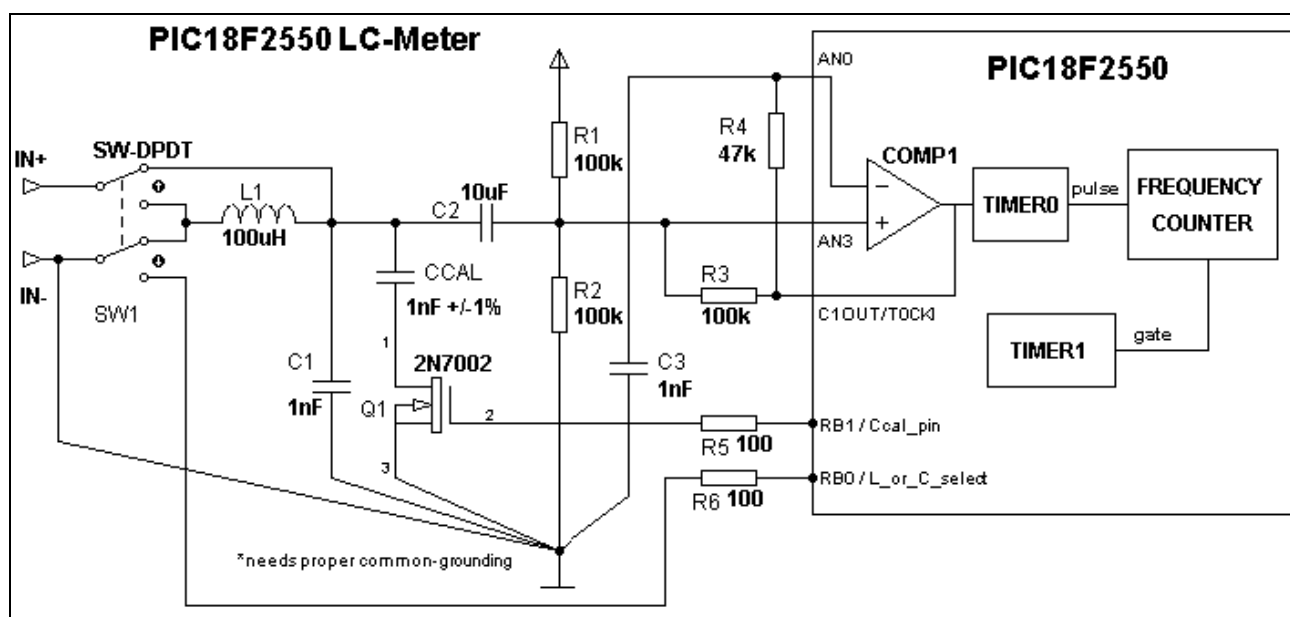 PIC18F2550 LC-Meter
PIC18F2550
AN0
R1
100k
R4
47k
COMP1
SW-DPDT
IN+
L1
100uH
10uF
C2
TIMER0
pulse
FREQUENCY
COUNTER
AN3
CCAL
1nF +/-1%
R2
100k
R3
100k
C1OUT/T0CKI
IN-
SW1
1
TIMER1
gate
C1
1nF
2N7002
C3
1nF
Q1
2
3
R5 100
RB1 / Ccal_pin
R6 100
RB0 / L_or_C_select
*needs proper common-grounding